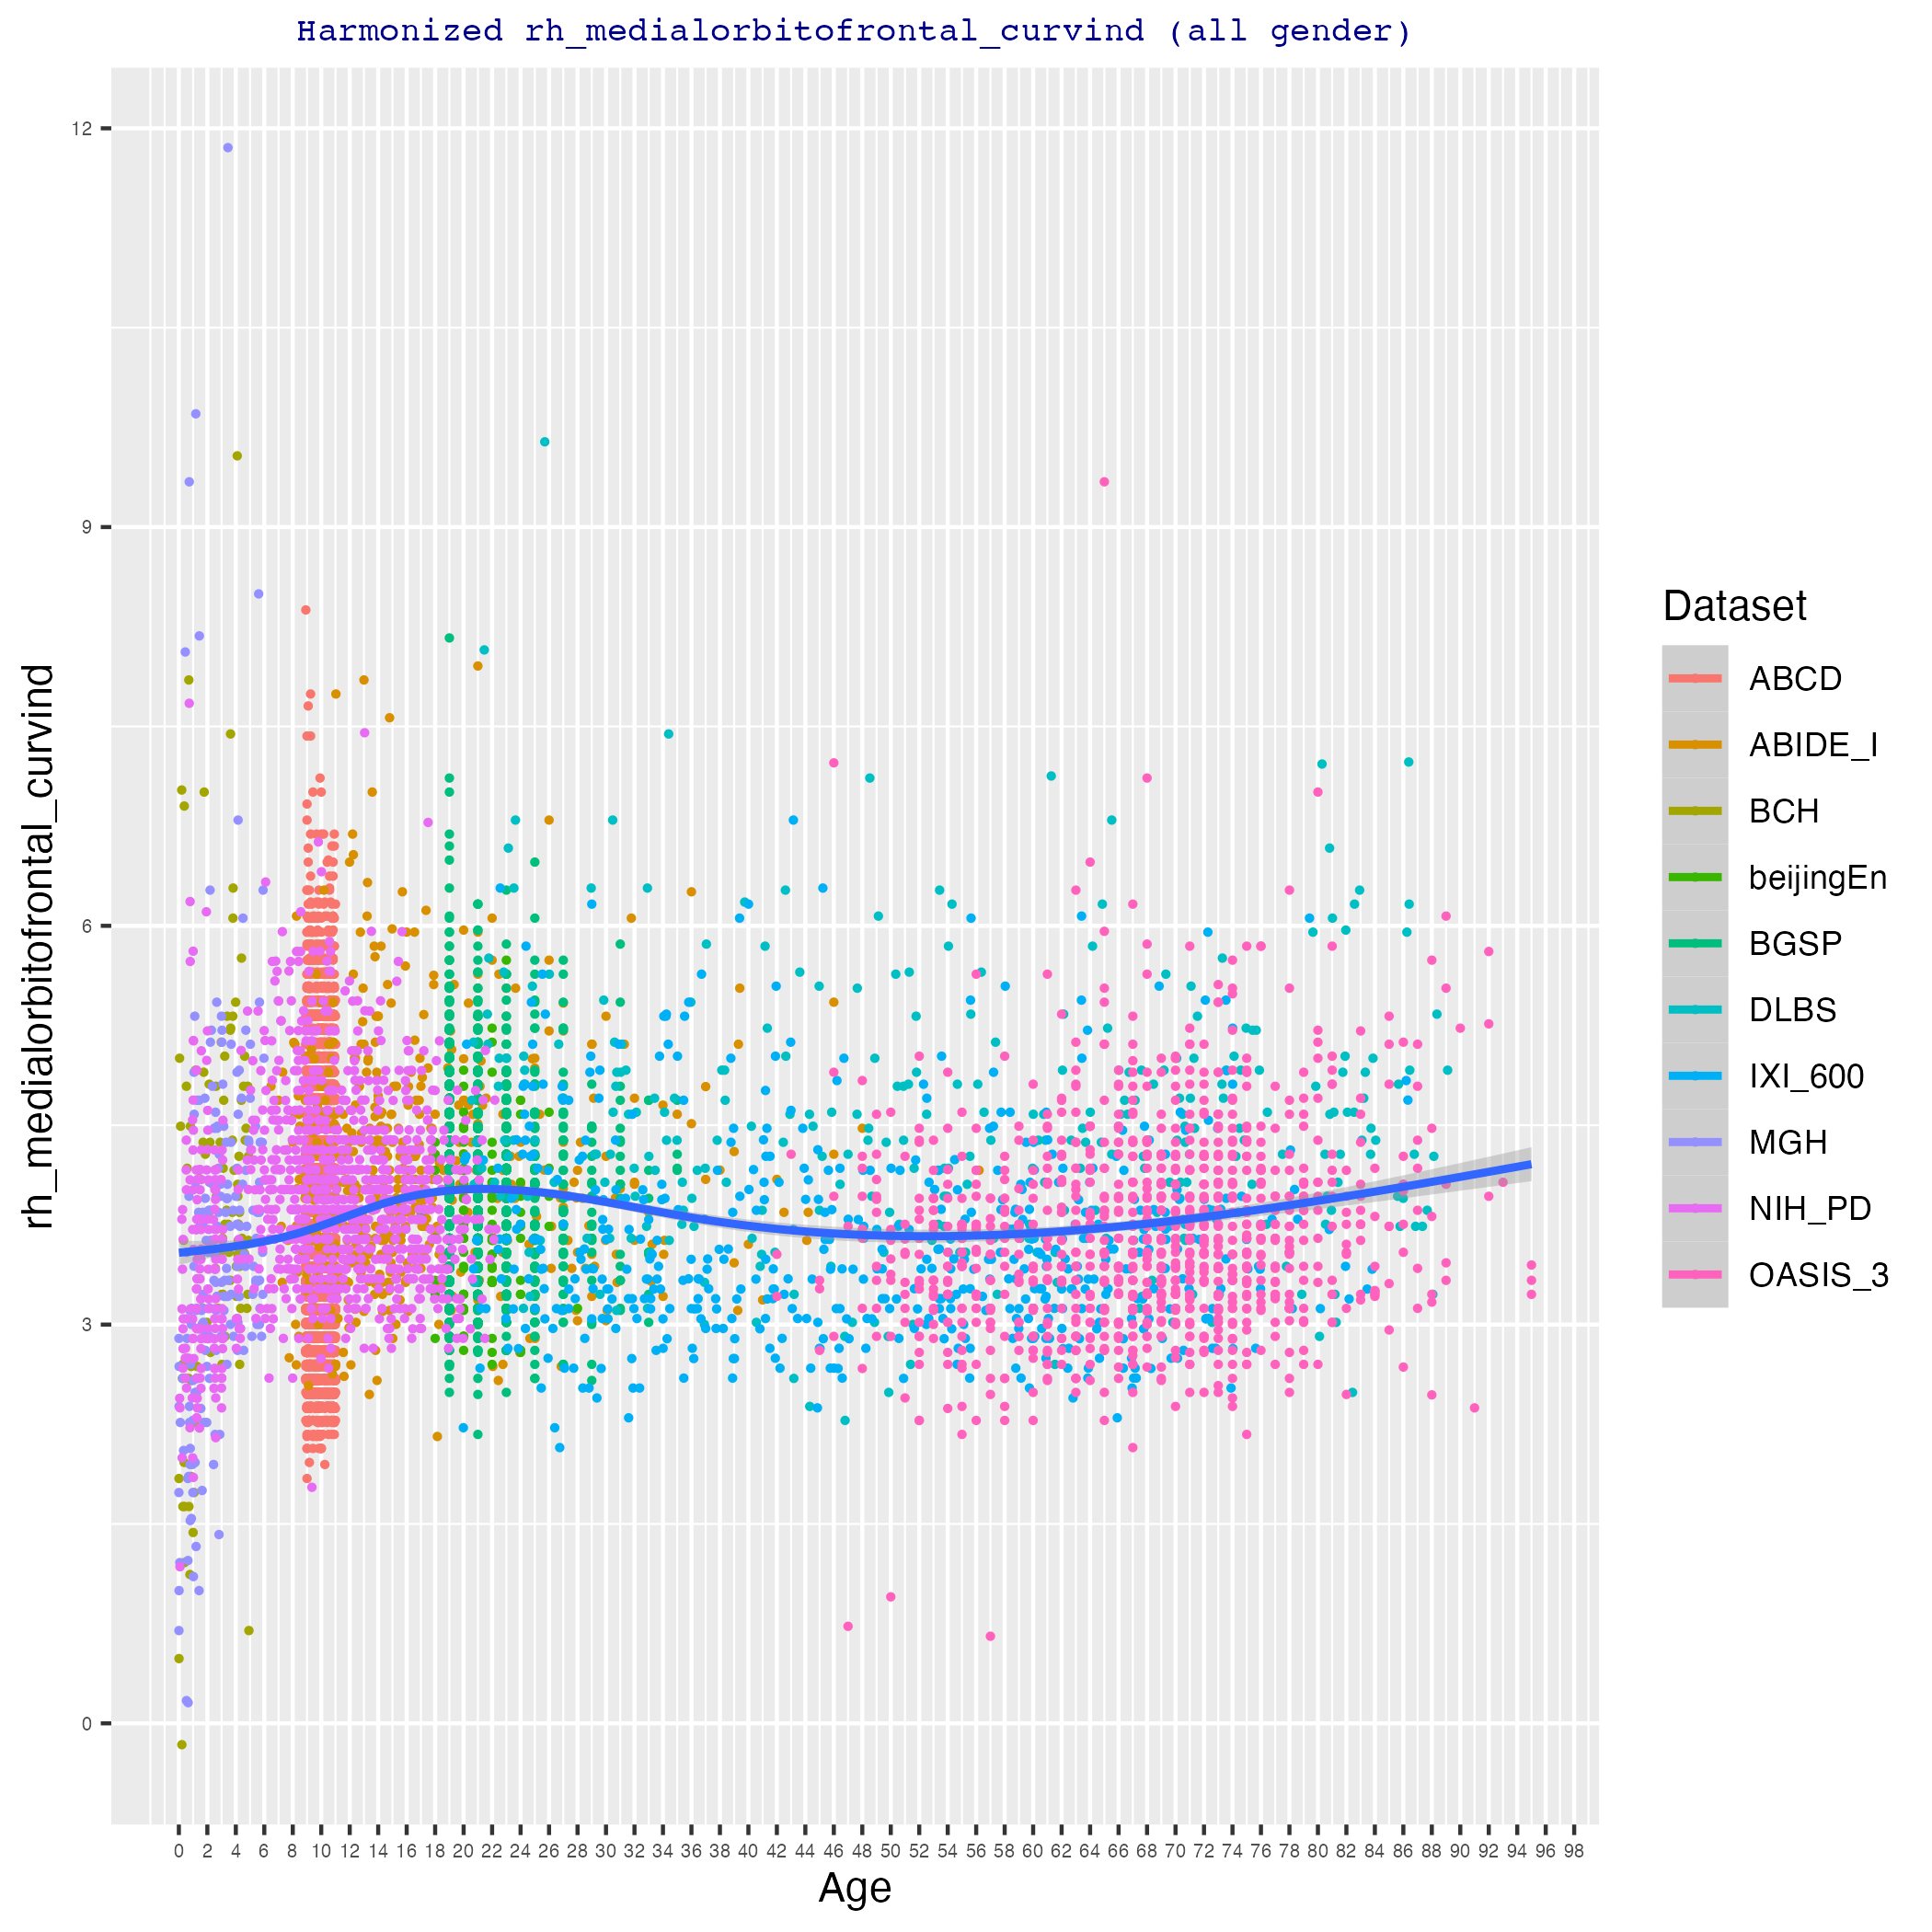 Harmonized rh_medialorbitofrontal_curvind (all gender)
rh_medialorbitofrontal_curvind
12
9
6
3
0
0 2 4 6 8 10 12 14 16 18 20 22 24 26 28 30 32 34 36 38 40 42 44 46 48 50 52 54 56 58 60 62 64 66 68 70 72 74 76 78 80 82 84 86 88 90 92 94 96 98
Age
Dataset
ABCD
ABIDE_I
BCH
beijingEn
BGSP
DLBS
IXI_600
MGH
NIH_PD
OASIS_3